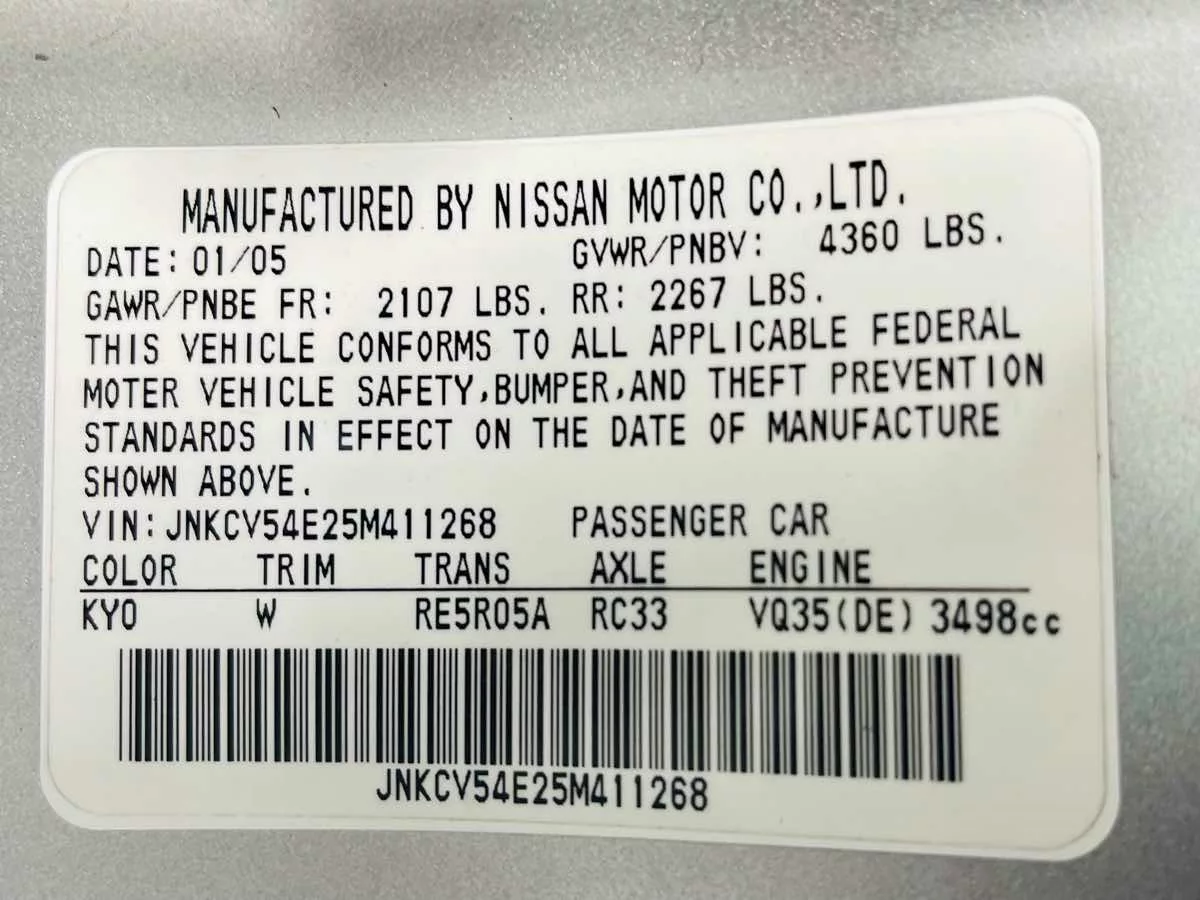 MANUFACTURED BY NISSAN MOTOR CO.,LTD.
DATE: 01/05 GVWR/PNBV: 4360 LBS.
GAWR/PNBE FR: 2107 LBS. RR: 2267 LBS.
THIS VEHICLE CONFORMS TO ALL APPLICABLE FEDERAL
MOTER VEHICLE SAFETY,BUMPER,AND THEFT PREVENTION
STANDARDS IN EFFECT ON THE DATE OF MANUFACTURE
SHOWN ABOVE.
VIN: JNKCV54E25M411268 PASSENGER CAR
COLOR TRIM TRANS AXLE ENGINE
KY0 W RE5R05A RC33 VQ35(DE) 3498cc
JNKCV54E25M411268